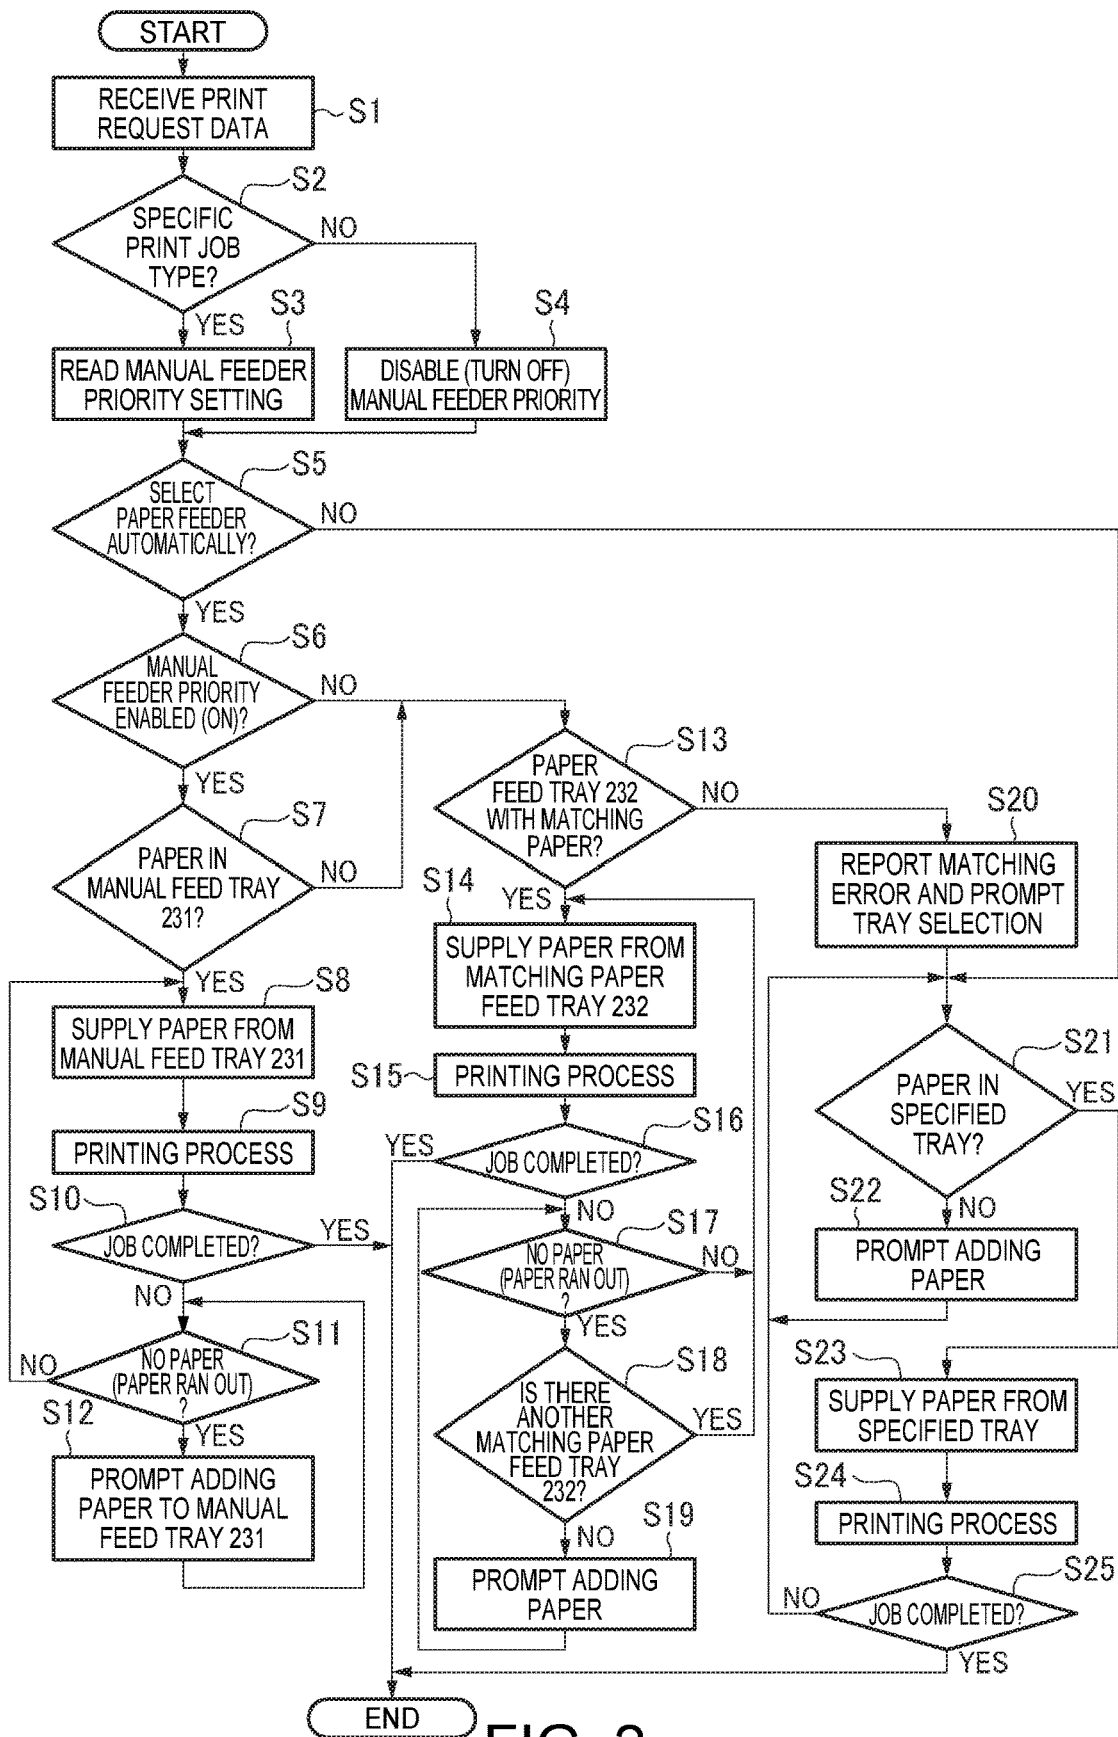 START
RECEIVE PRINT
REQUEST DATA
S1
S2
SPECIFIC
PRINT JOB
TYPE?
NO
YES
S3
READ MANUAL FEEDER
PRIORITY SETTING
S4
DISABLE (TURN OFF)
MANUAL FEEDER PRIORITY
S5
SELECT
PAPER FEEDER
AUTOMATICALLY?
NO
YES
S6
MANUAL
FEEDER PRIORITY
ENABLED (ON)?
NO
YES
S7
PAPER IN
MANUAL FEED TRAY
231?
NO
YES
S8
SUPPLY PAPER FROM
MANUAL FEED TRAY 231
S9
PRINTING PROCESS
S10
JOB COMPLETED?
YES
NO
S11
NO PAPER
(PAPER RAN OUT)
?
NO
YES
S12
PROMPT ADDING
PAPER TO MANUAL
FEED TRAY 231
S13
PAPER
FEED TRAY 232
WITH MATCHING
PAPER?
NO
YES
S14
SUPPLY PAPER FROM
MATCHING PAPER
FEED TRAY 232
S15
PRINTING PROCESS
S16
JOB COMPLETED?
YES
NO
S17
NO PAPER
(PAPER RAN OUT)
?
NO
YES
S18
IS THERE
ANOTHER
MATCHING PAPER
FEED TRAY
232?
YES
NO
S19
PROMPT ADDING
PAPER
S20
REPORT MATCHING
ERROR AND PROMPT
TRAY SELECTION
S21
PAPER IN
SPECIFIED
TRAY?
YES
NO
S22
PROMPT ADDING
PAPER
S23
SUPPLY PAPER FROM
SPECIFIED TRAY
S24
PRINTING PROCESS
S25
JOB COMPLETED?
NO
YES
END